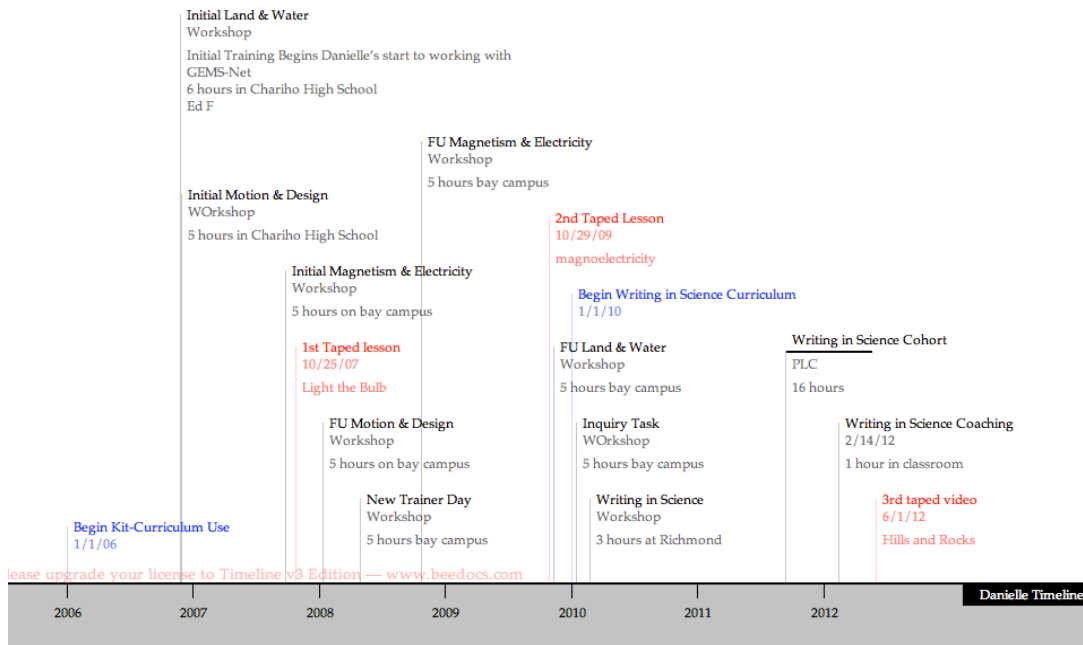 Initial Land & Water
Workshop
Initial Training Begins Danielle's start to working with
GEMS-Net
6 hours in Chariho High School
Ed F
FU Magnetism & Electricity
Workshop
5 hours bay campus
Initial Motion & Design
WOrkshop
5 hours in Chariho High School
2nd Taped Lesson
10/29/09
magnoelectricity
Initial Magnetism & Electricity
Workshop
5 hours on bay campus
Begin Writing in Science Curriculum
1/1/10
1st Taped lesson
10/25/07
Light the Bulb
FU Land & Water
Workshop
5 hours bay campus
Writing in Science Cohort
PLC
16 hours
FU Motion & Design
Workshop
5 hours on bay campus
Inquiry Task
WOrkshop
5 hours bay campus
Writing in Science Coaching
2/14/12
1 hour in classroom
New Trainer Day
Workshop
5 hours bay campus
Writing in Science
Workshop
3 hours at Richmond
3rd taped video
6/1/12
Hills and Rocks
Begin Kit-Curriculum Use
1/1/06
lease upgrade your license to Timeline v3 Edition — www.beedocs.com
Danielle Timeline
2006 2007 2008 2009 2010 2011 2012